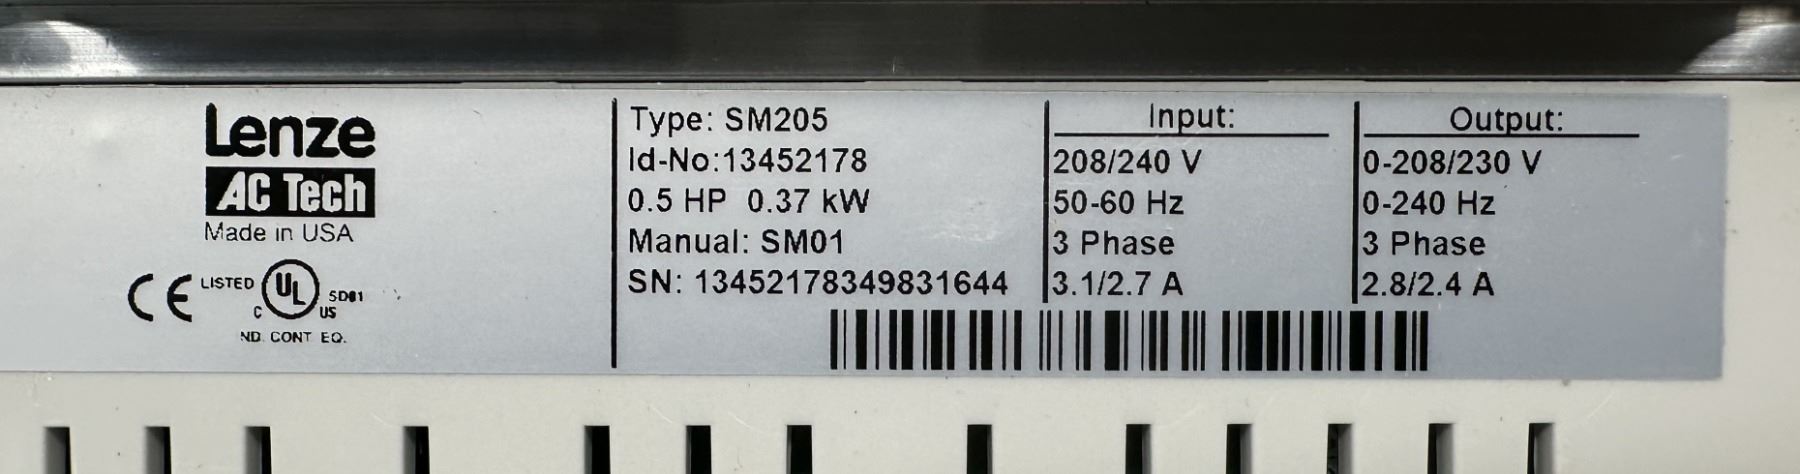 Lenze
AC Tech
Made in USA
CE
LISTED
UL
C
US
5D81
ND. CONT EQ.
Type: SM205
Id-No:13452178
0.5 HP 0.37 kW
Manual: SM01
SN: 13452178349831644
Input:
208/240 V
50-60 Hz
3 Phase
3.1/2.7 A
Output:
0-208/230 V
0-240 Hz
3 Phase
2.8/2.4 A